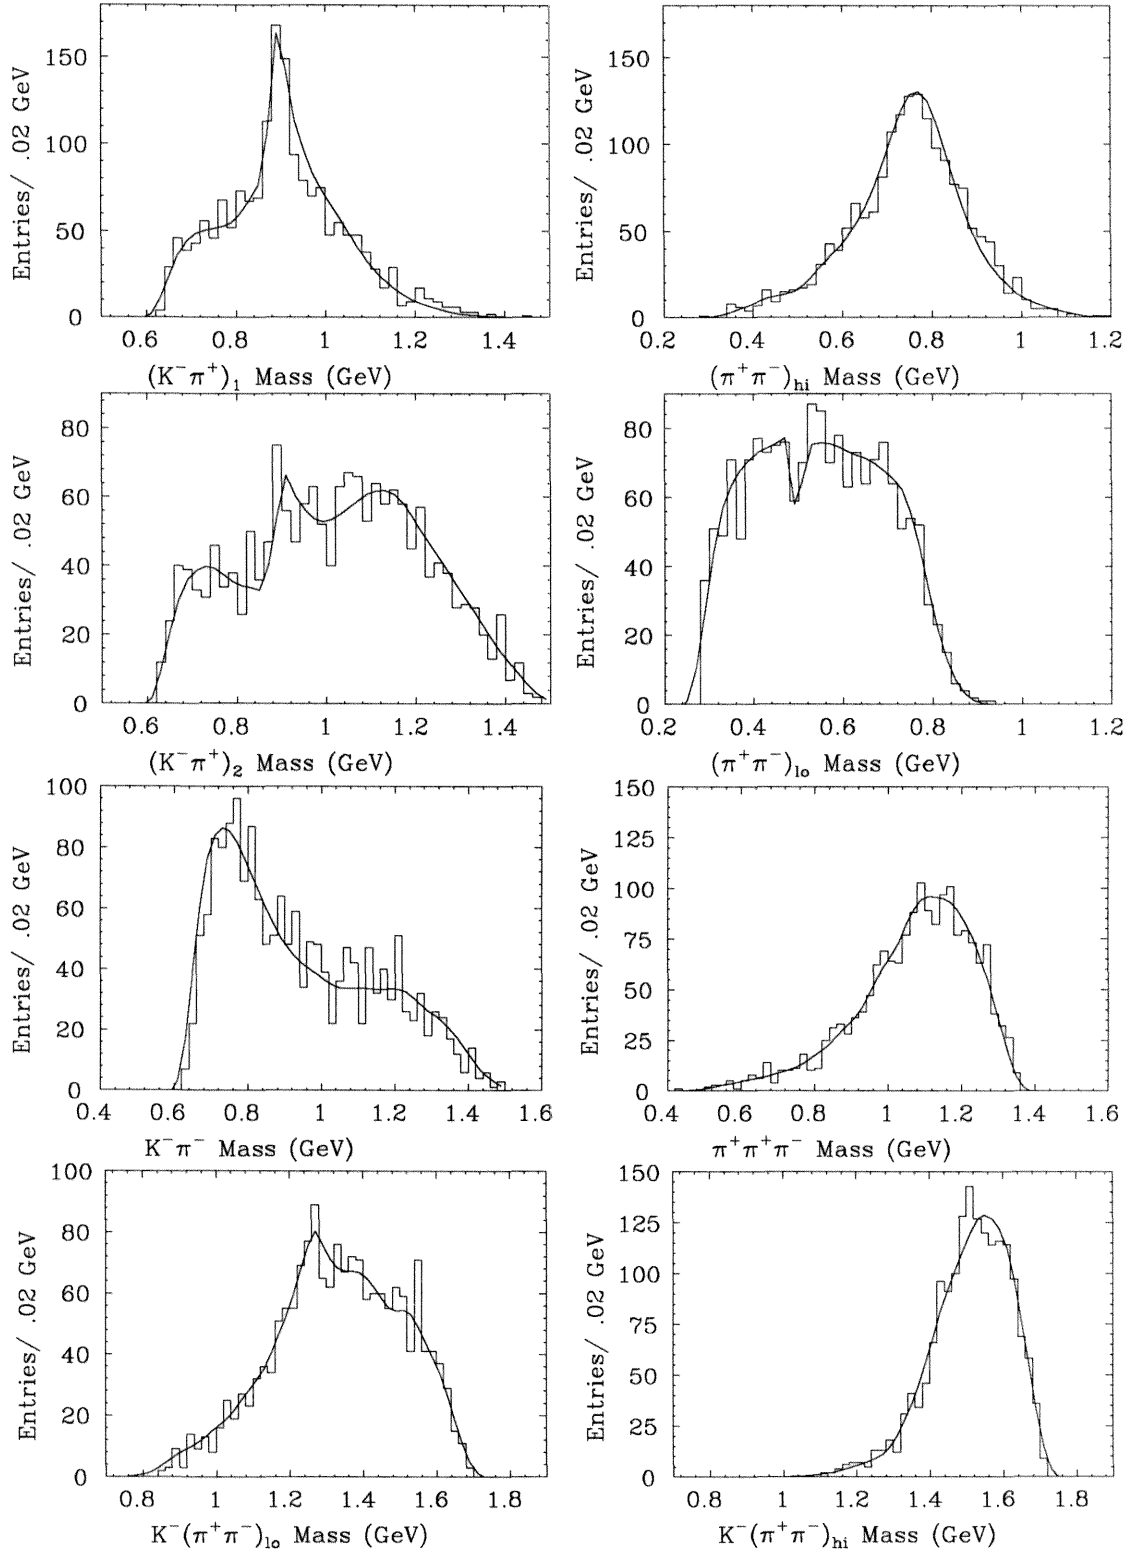 Entries/ .02 GeV
150
100
50
0
0.6 0.8 1 1.2 1.4
(K⁻π⁺)₁ Mass (GeV)
Entries/ .02 GeV
150
100
50
0
0.2 0.4 0.6 0.8 1 1.2
(π⁺π⁻)hi Mass (GeV)
Entries/ .02 GeV
80
60
40
20
0
0.6 0.8 1 1.2 1.4
(K⁻π⁺)₂ Mass (GeV)
Entries/ .02 GeV
80
60
40
20
0
0.2 0.4 0.6 0.8 1 1.2
(π⁺π⁻)lo Mass (GeV)
Entries/ .02 GeV
100
80
60
40
20
0
0.4 0.6 0.8 1 1.2 1.4 1.6
K⁻π⁻ Mass (GeV)
Entries/ .02 GeV
150
125
100
75
50
25
0
0.4 0.6 0.8 1 1.2 1.4 1.6
π⁺π⁺π⁻ Mass (GeV)
Entries/ .02 GeV
100
80
60
40
20
0
0.8 1 1.2 1.4 1.6 1.8
K⁻(π⁺π⁻)lo Mass (GeV)
Entries/ .02 GeV
150
125
100
75
50
25
0
0.8 1 1.2 1.4 1.6 1.8
K⁻(π⁺π⁻)hi Mass (GeV)